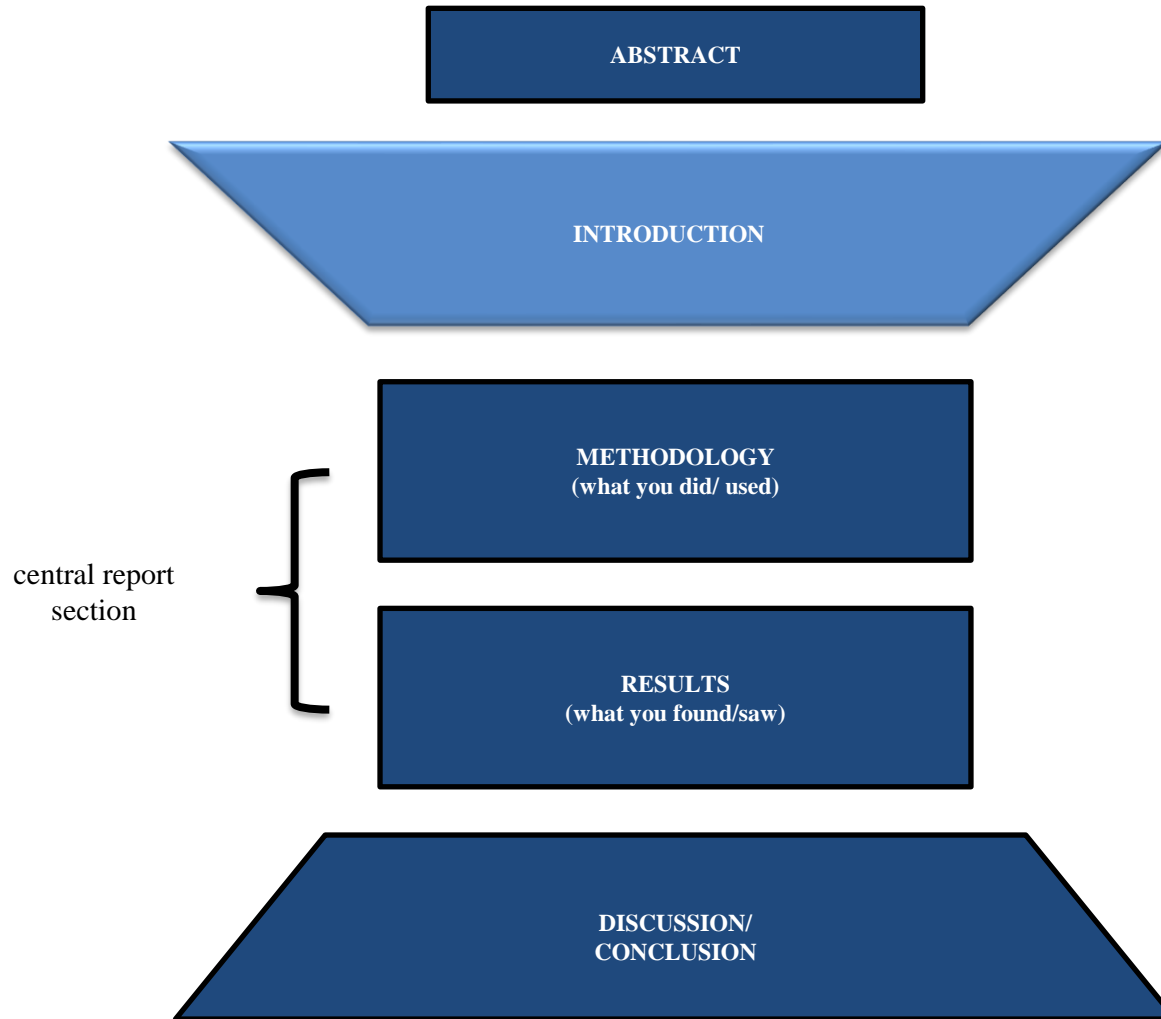 ABSTRACT
INTRODUCTION
METHODOLOGY
(what you did/ used)
central report
section
RESULTS
(what you found/saw)
DISCUSSION/
CONCLUSION